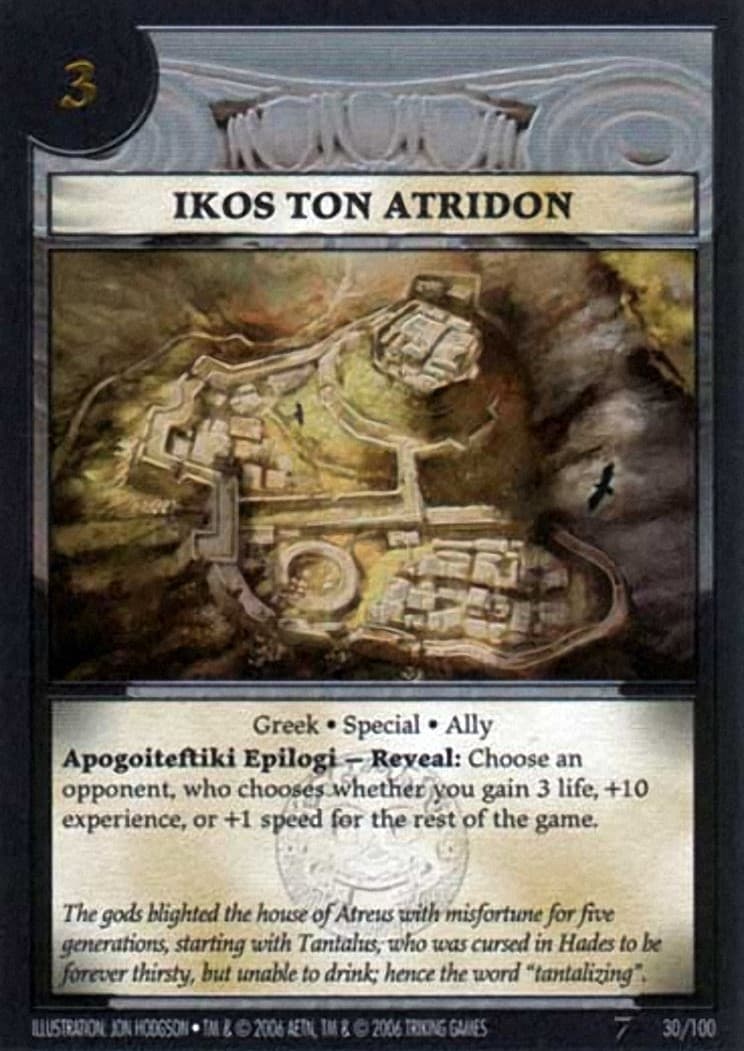 3
IKOS TON ATRIDON
Greek • Special • Ally
Apogoiteftiki Epilogi – Reveal: Choose an
opponent, who chooses whether you gain 3 life, +10
experience, or +1 speed for the rest of the game.
The gods blighted the house of Atreus with misfortune for five
generations, starting with Tantalus, who was cursed in Hades to be
forever thirsty, but unable to drink; hence the word "tantalizing".
ILLUSTRATION: JON HODGSON • TM & © 2006 AETN, TM & © 2006 TRIKING GAMES
7 30/100